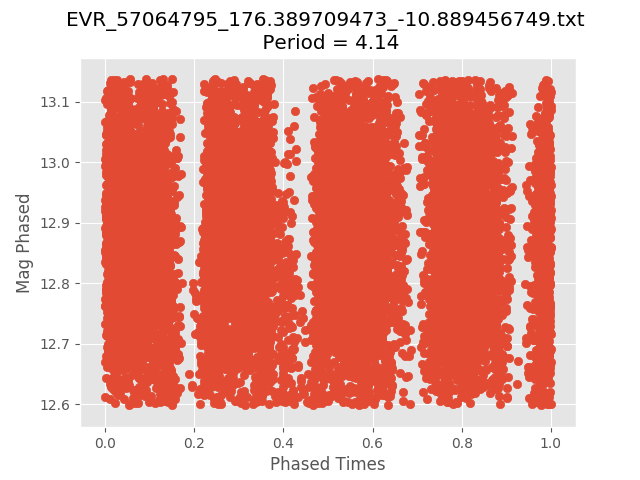 EVR_57064795_176.389709473_-10.889456749.txt
Period = 4.14
13.1
13.0
12.9
12.8
12.7
12.6
Mag Phased
0.0 0.2 0.4 0.6 0.8 1.0
Phased Times